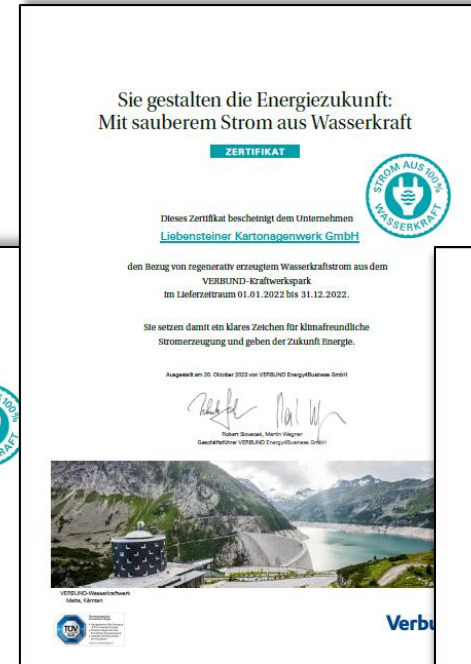 Sie gestalten die Energiezukunft:
Mit sauberem Strom aus Wasserkraft
ZERTIFIKAT
STROM AUS 100%
WASSERKRAFT
Dieses Zertifikat bescheinigt dem Unternehmen
Liebensteiner Kartonagenwerk GmbH
den Bezug von regenerativ erzeugtem Wasserkraftstrom aus dem
VERBUND-Kraftwerkspark
im Lieferzeitraum 01.01.2022 bis 31.12.2022.
Sie setzen damit ein klares Zeichen für klimafreundliche
Stromerzeugung und geben der Zukunft Energie.
Ausgestellt am 20. Oktober 2023 von VERBUND Energy4Business GmbH
Robert Slovacek, Martin Wagner
Geschäftsführer VERBUND Energy4Business GmbH
VERBUND-Wasserkraftwerk
Malta, Kärnten
TÜV
Verbu